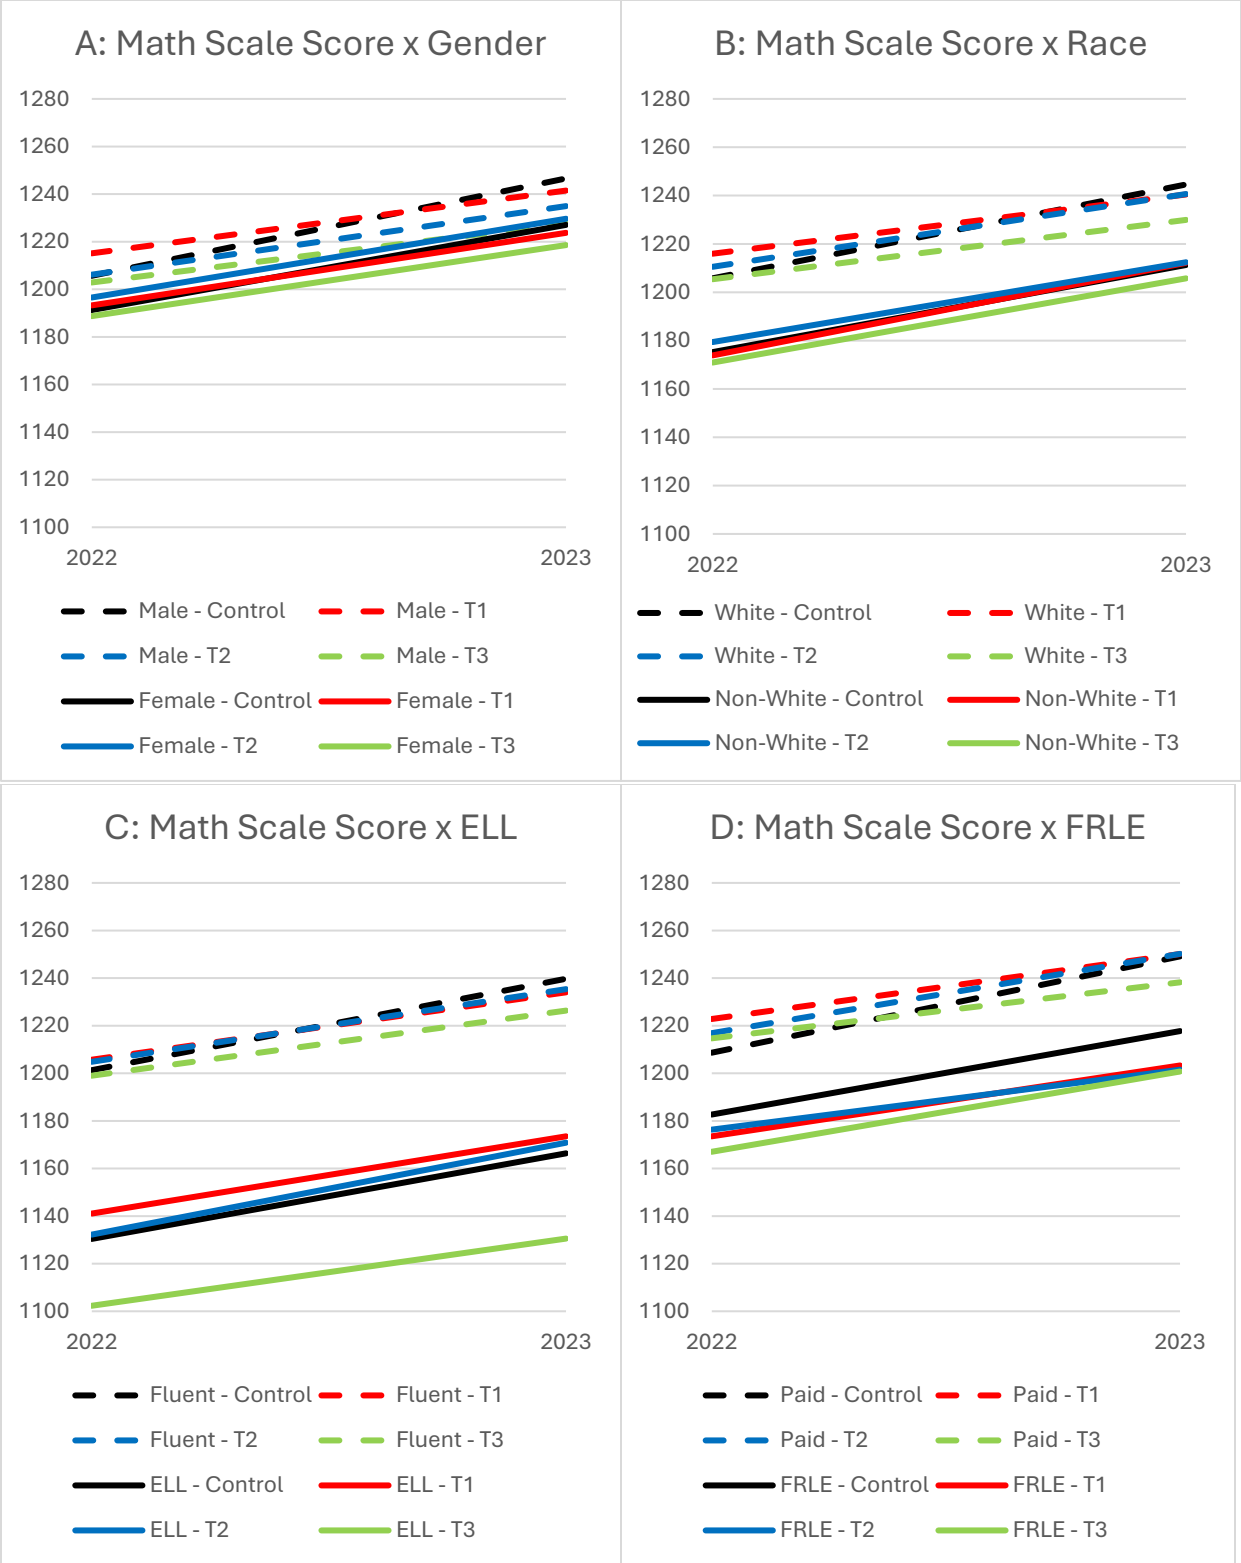 A: Math Scale Score x Gender
1280
1260
1240
1220
1200
1180
1160
1140
1120
1100
2022 2023
Male - Control Male - T1
Male - T2 Male - T3
Female - Control Female - T1
Female - T2 Female - T3
B: Math Scale Score x Race
1280
1260
1240
1220
1200
1180
1160
1140
1120
1100
2022 2023
White - Control White - T1
White - T2 White - T3
Non-White - Control Non-White - T1
Non-White - T2 Non-White - T3
C: Math Scale Score x ELL
1280
1260
1240
1220
1200
1180
1160
1140
1120
1100
2022 2023
Fluent - Control Fluent - T1
Fluent - T2 Fluent - T3
ELL - Control ELL - T1
ELL - T2 ELL - T3
D: Math Scale Score x FRLE
1280
1260
1240
1220
1200
1180
1160
1140
1120
1100
2022 2023
Paid - Control Paid - T1
Paid - T2 Paid - T3
FRLE - Control FRLE - T1
FRLE - T2 FRLE - T3